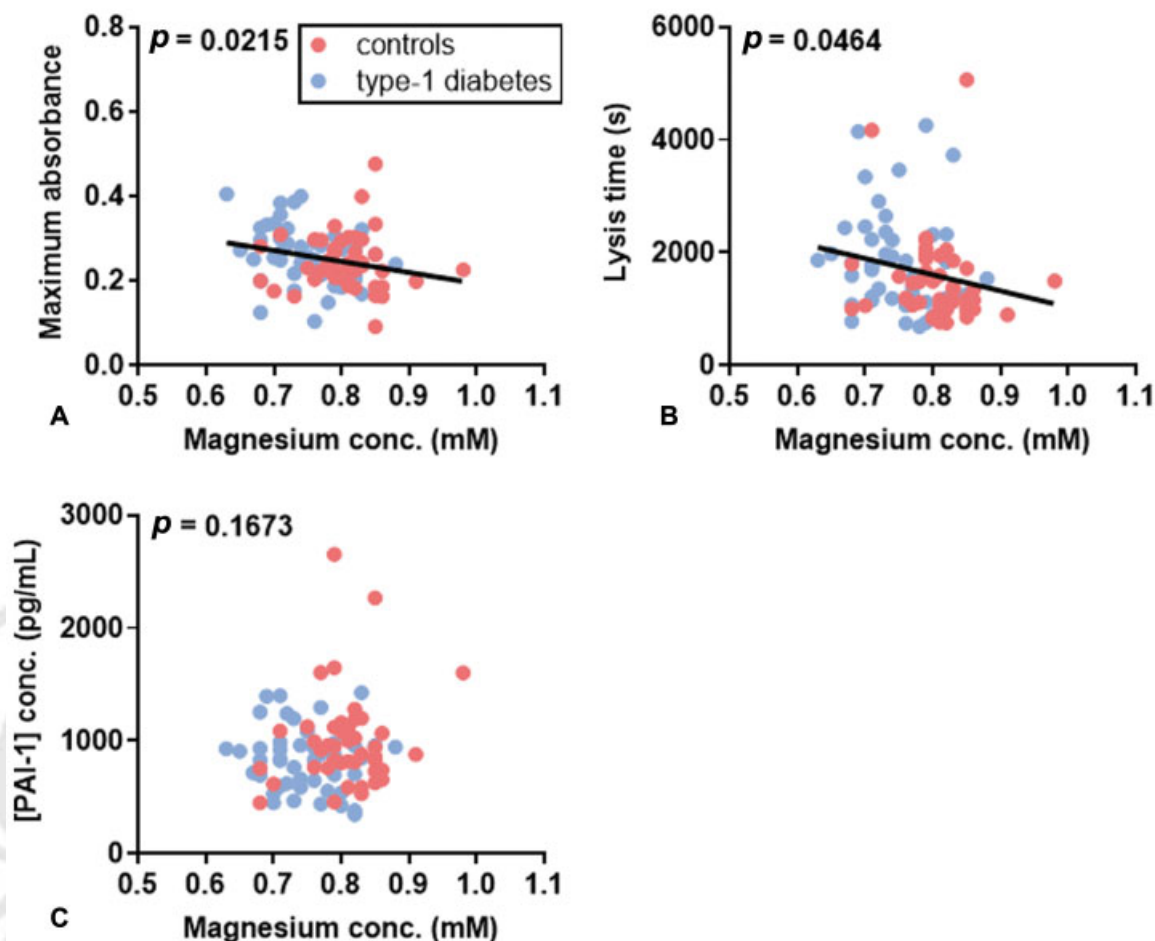 p = 0.0215
controls
type-1 diabetes
0.8
0.6
0.4
0.2
0.0
Maximum absorbance
0.5 0.6 0.7 0.8 0.9 1.0 1.1
A
Magnesium conc. (mM)
p = 0.0464
6000
4000
2000
0
Lysis time (s)
0.5 0.6 0.7 0.8 0.9 1.0 1.1
B
Magnesium conc. (mM)
p = 0.1673
3000
2000
1000
0
[PAI-1] conc. (pg/mL)
0.5 0.6 0.7 0.8 0.9 1.0 1.1
C
Magnesium conc. (mM)